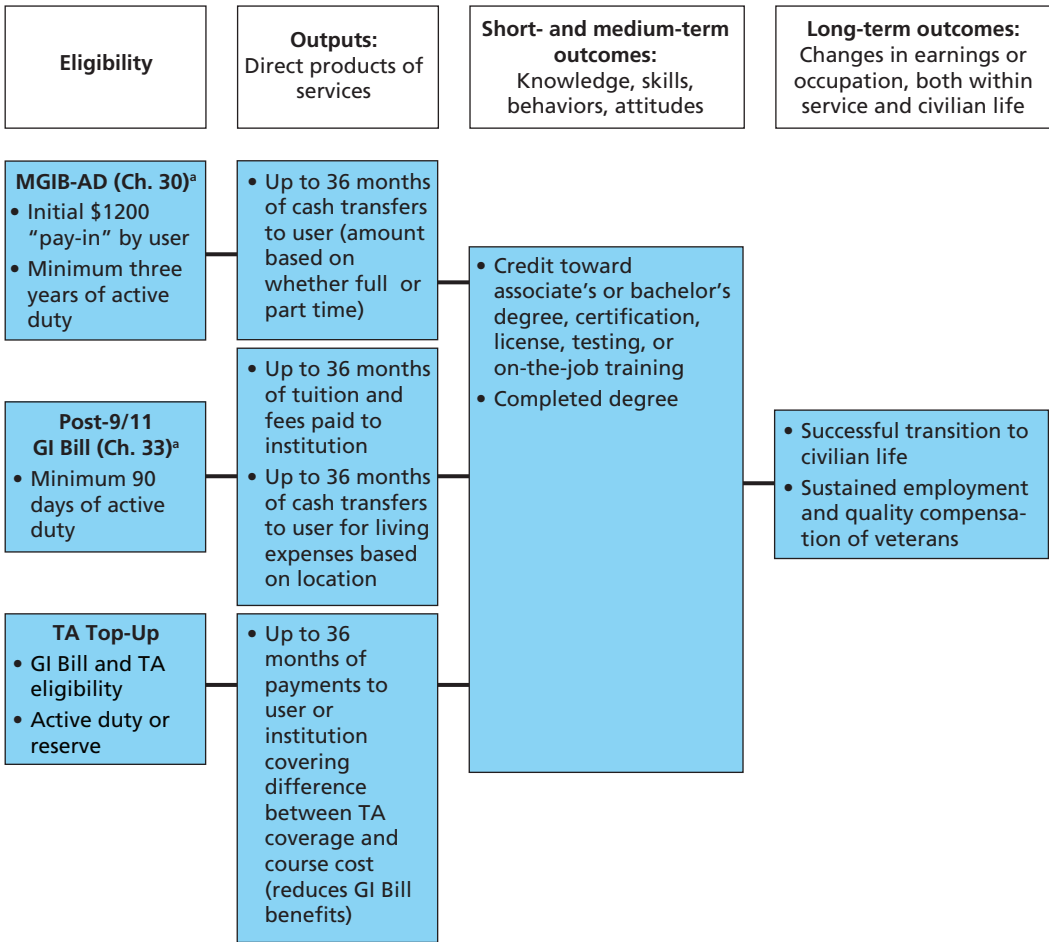 Eligibility
Outputs:
Direct products of
services
Short- and medium-term
outcomes:
Knowledge, skills,
behaviors, attitudes
Long-term outcomes:
Changes in earnings or
occupation, both within
service and civilian life
MGIB-AD (Ch. 30)ª
• Initial $1200
“pay-in” by user
• Minimum three
years of active
duty
• Up to 36 months
of cash transfers
to user (amount
based on
whether full or
part time)
Post-9/11
GI Bill (Ch. 33)ª
• Minimum 90
days of active
duty
• Up to 36 months
of tuition and
fees paid to
institution
• Up to 36 months
of cash transfers
to user for living
expenses based
on location
TA Top-Up
• GI Bill and TA
eligibility
• Active duty or
reserve
• Up to 36
months of
payments to
user or
institution
covering
difference
between TA
coverage and
course cost
(reduces GI Bill
benefits)
• Credit toward
associate’s or bachelor’s
degree, certification,
license, testing, or
on-the-job training
• Completed degree
• Successful transition to
civilian life
• Sustained employment
and quality compensa-
tion of veterans